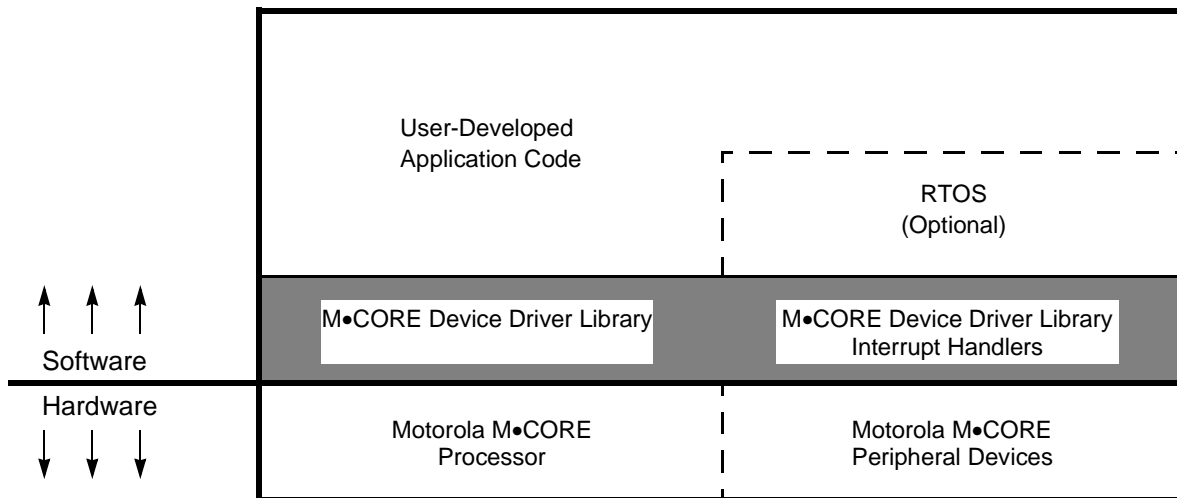 User-Developed
Application Code
RTOS
(Optional)
M•CORE Device Driver Library
M•CORE Device Driver Library
Interrupt Handlers
Software
Hardware
Motorola M•CORE
Processor
Motorola M•CORE
Peripheral Devices